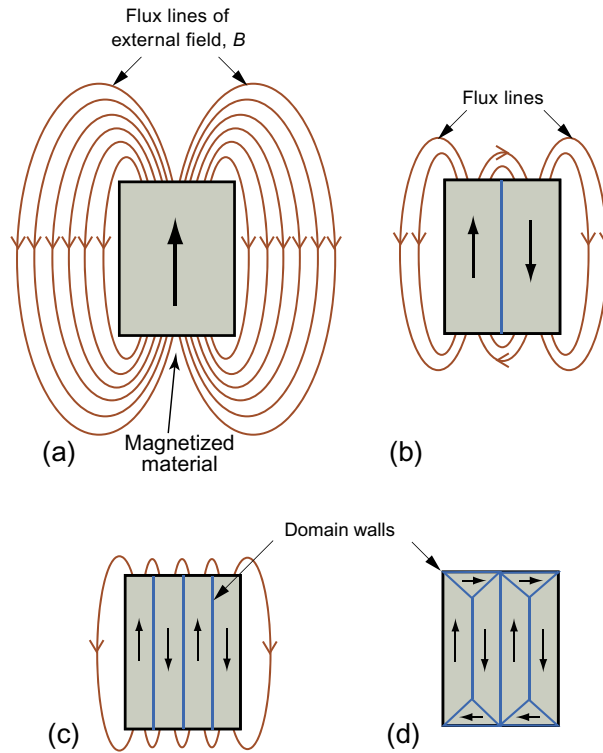 Flux lines of
external field, B
Flux lines
Magnetized
material
(a)
(b)
Domain walls
(c)
(d)